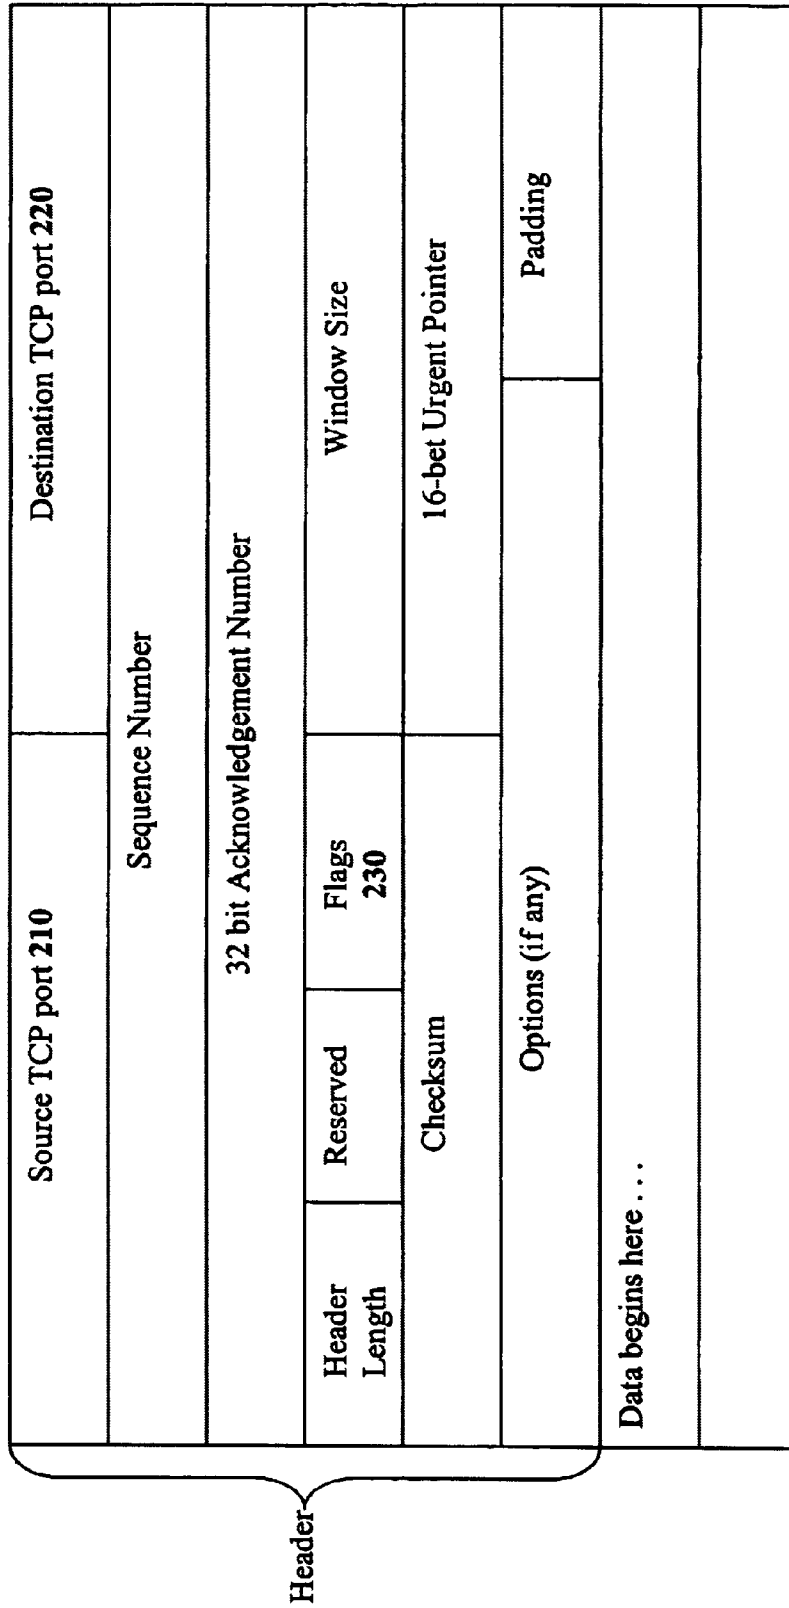 Source TCP port 210
Destination TCP port 220
Sequence Number
32 bit Acknowledgement Number
Header
Length
Reserved
Flags
230
Window Size
Checksum
16-bet Urgent Pointer
Options (if any)
Padding
Data begins here . . .
Header